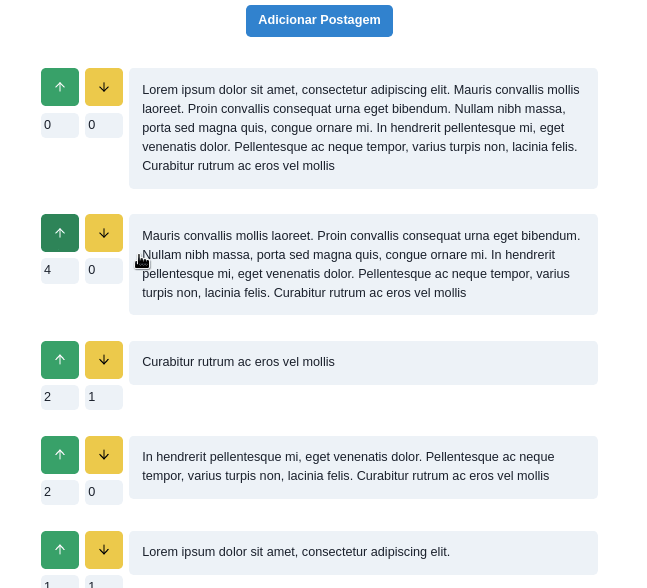 Adicionar Postagem
Lorem ipsum dolor sit amet, consectetur adipiscing elit. Mauris convallis mollis
laoreet. Proin convallis consequat urna eget bibendum. Nullam nibh massa,
porta sed magna quis, congue ornare mi. In hendrerit pellentesque mi, eget
venenatis dolor. Pellentesque ac neque tempor, varius turpis non, lacinia felis.
Curabitur rutrum ac eros vel mollis
0 0
Mauris convallis mollis laoreet. Proin convallis consequat urna eget bibendum.
Nullam nibh massa, porta sed magna quis, congue ornare mi. In hendrerit
pellentesque mi, eget venenatis dolor. Pellentesque ac neque tempor, varius
turpis non, lacinia felis. Curabitur rutrum ac eros vel mollis
4 0
Curabitur rutrum ac eros vel mollis
2 1
In hendrerit pellentesque mi, eget venenatis dolor. Pellentesque ac neque
tempor, varius turpis non, lacinia felis. Curabitur rutrum ac eros vel mollis
2 0
Lorem ipsum dolor sit amet, consectetur adipiscing elit.
1 1